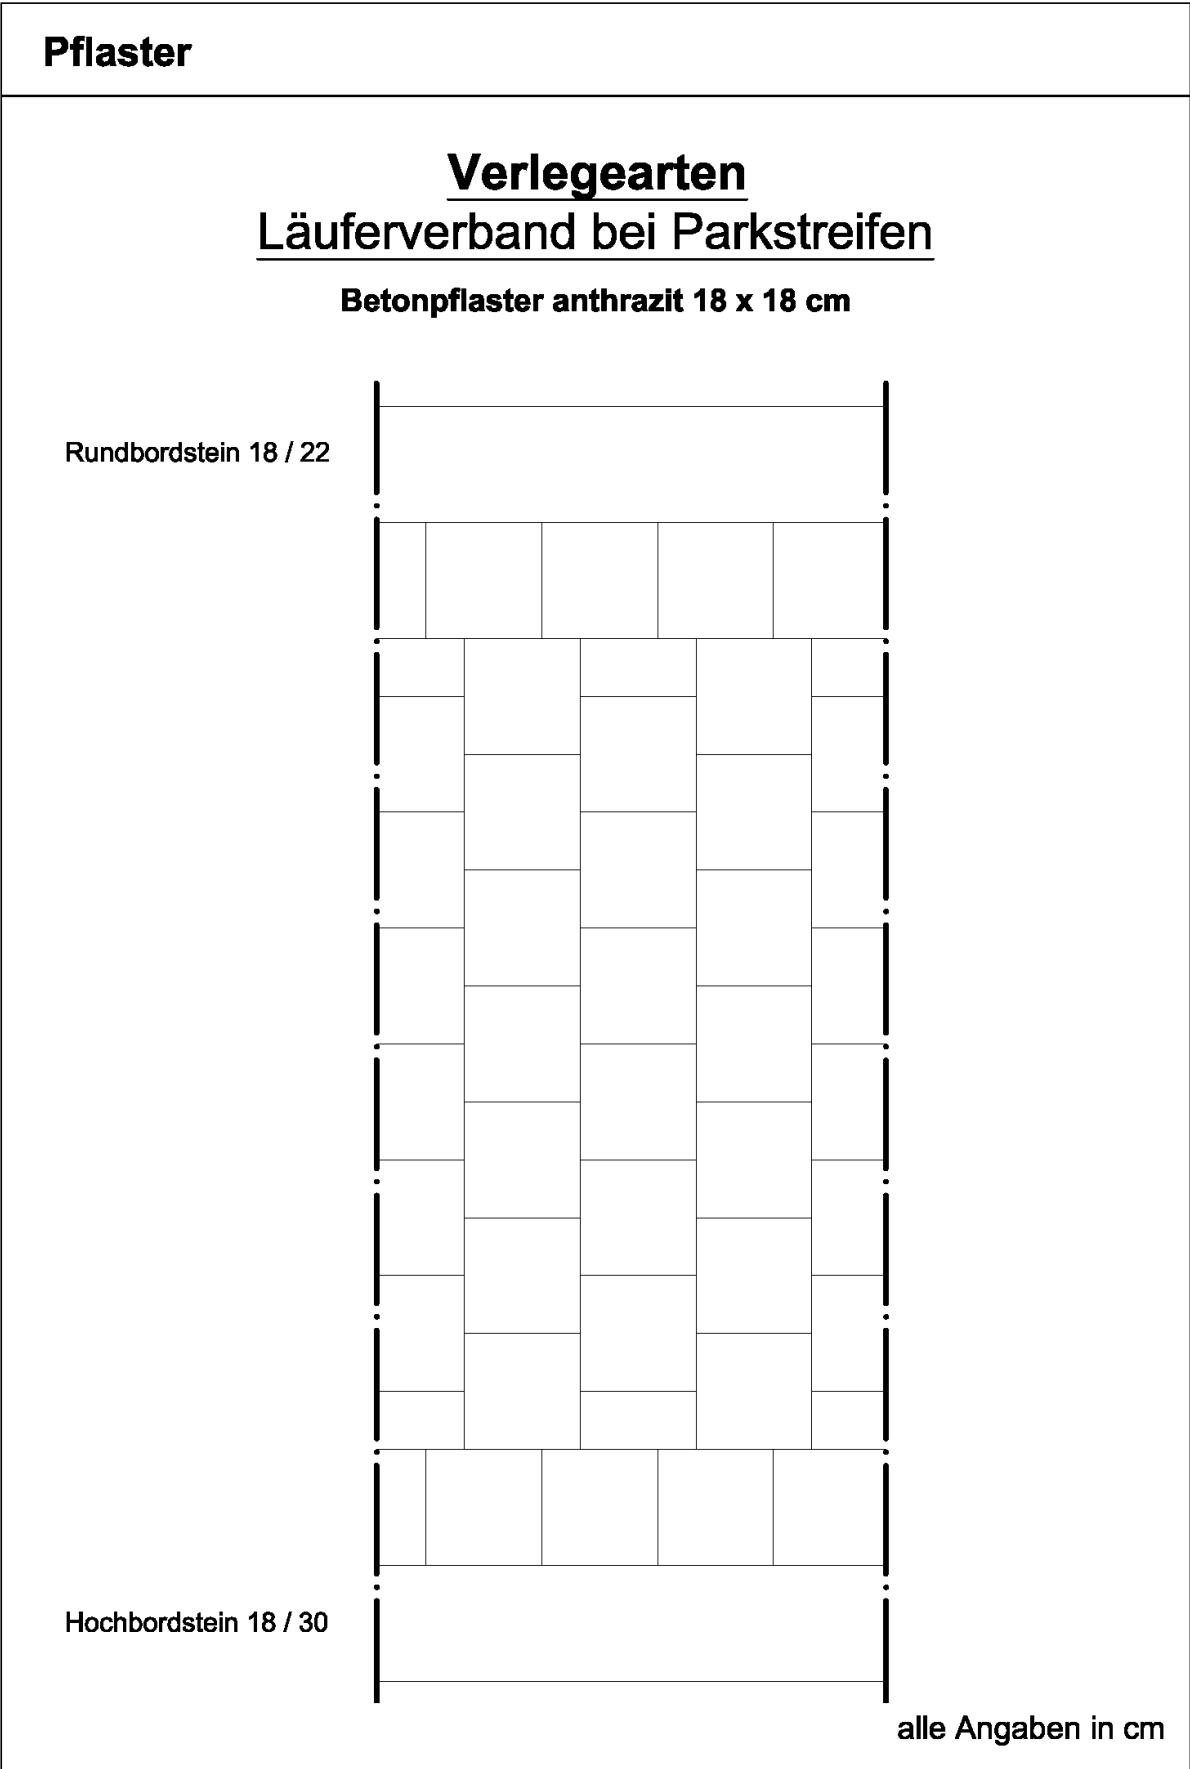 Pflaster
Verlegearten
Läuferverband bei Parkstreifen
Betonpflaster anthrazit 18 x 18 cm
Rundbordstein 18 / 22
Hochbordstein 18 / 30
alle Angaben in cm